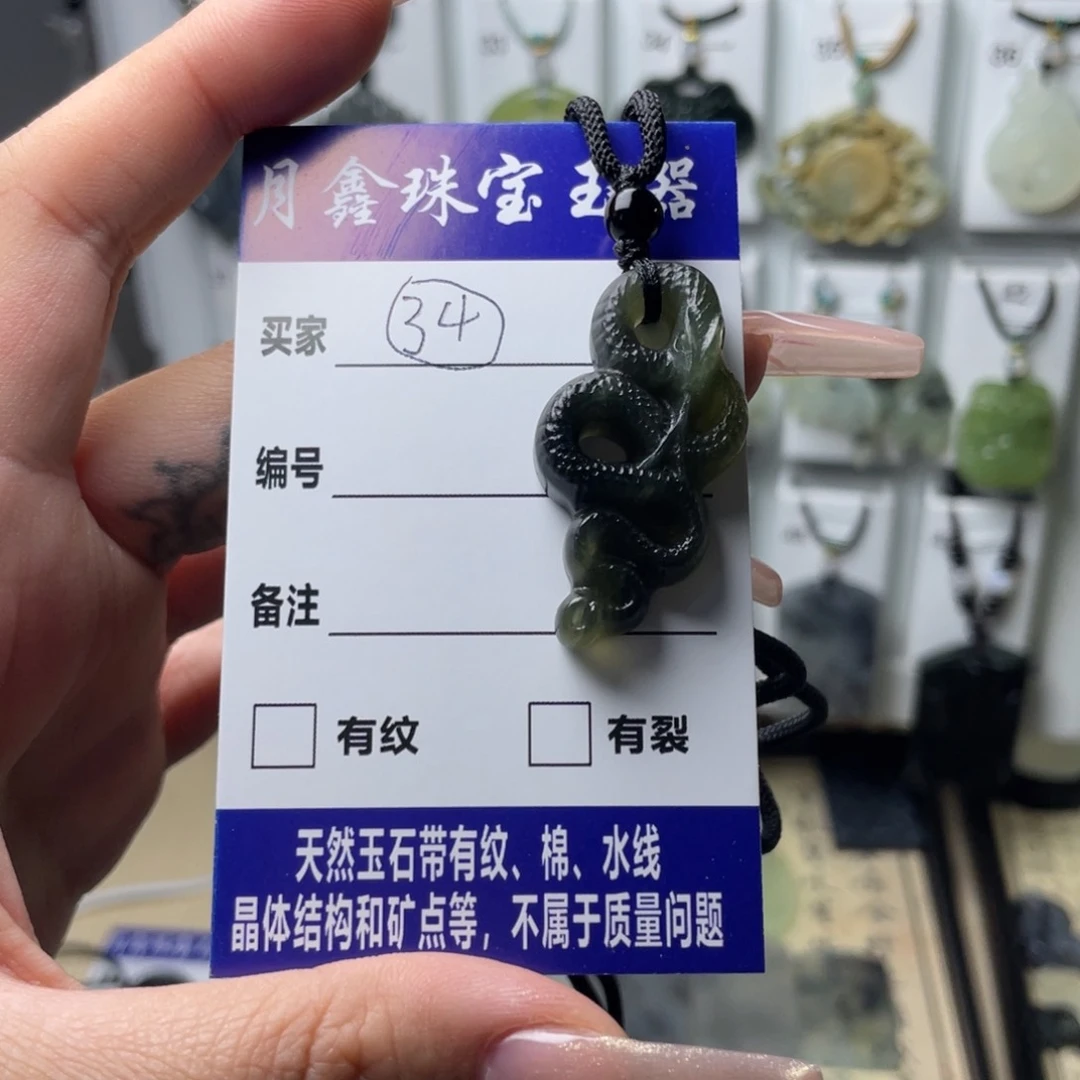 月鑫珠宝玉器
买家 34
编号
备注
有纹 有裂
天然玉石带有纹、棉、水线
晶体结构和矿点等，不属于质量问题